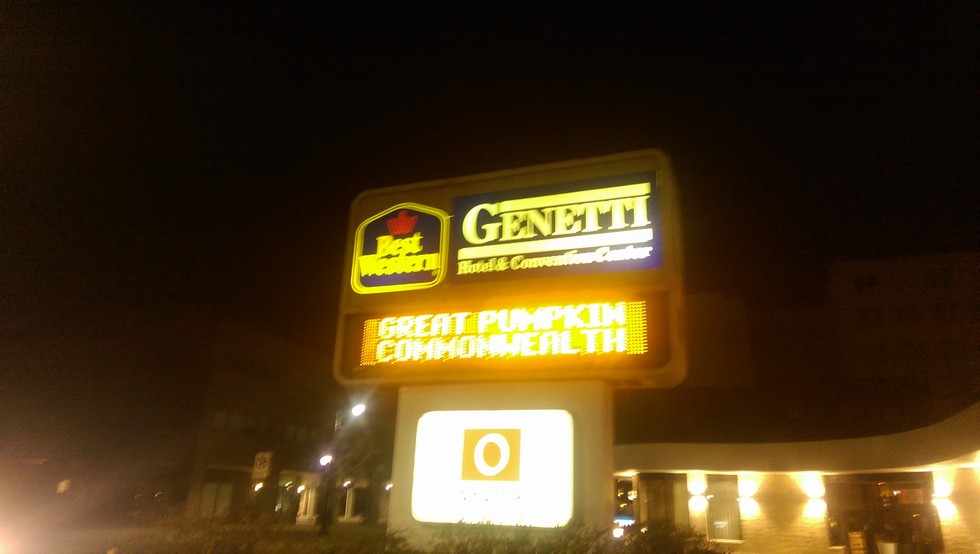 Best
Western
GENETTI
Hotel & Convention Center
GREAT PUMPKIN
COMMONWEALTH
O